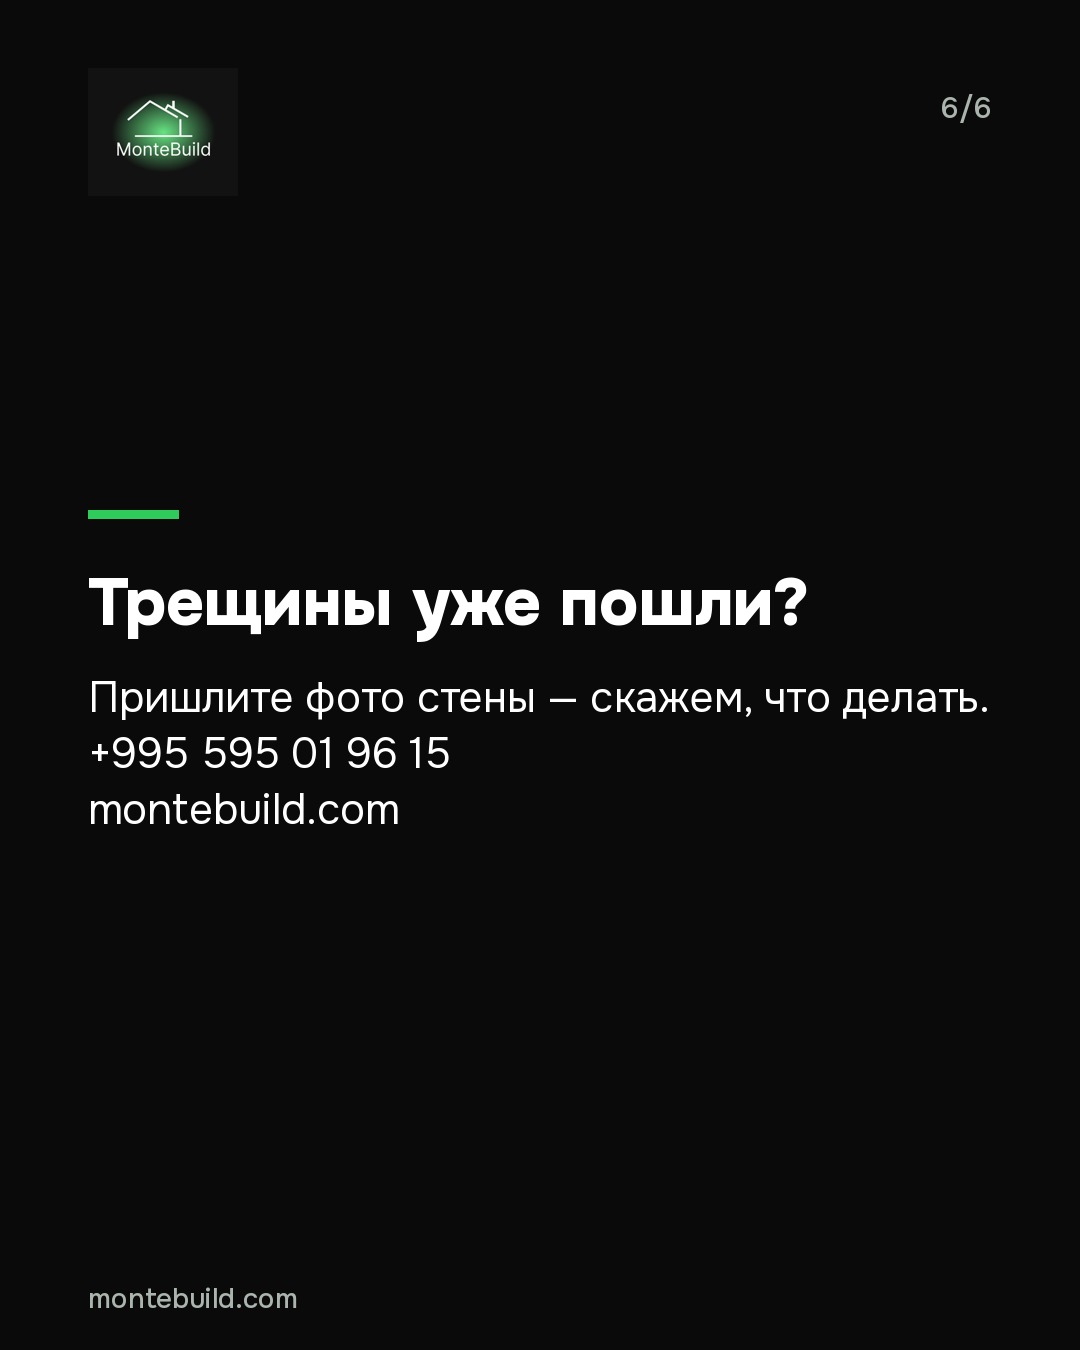 MonteBuild
6/6
Трещины уже пошли?
Пришлите фото стены — скажем, что делать.
+995 595 01 96 15
montebuild.com
montebuild.com